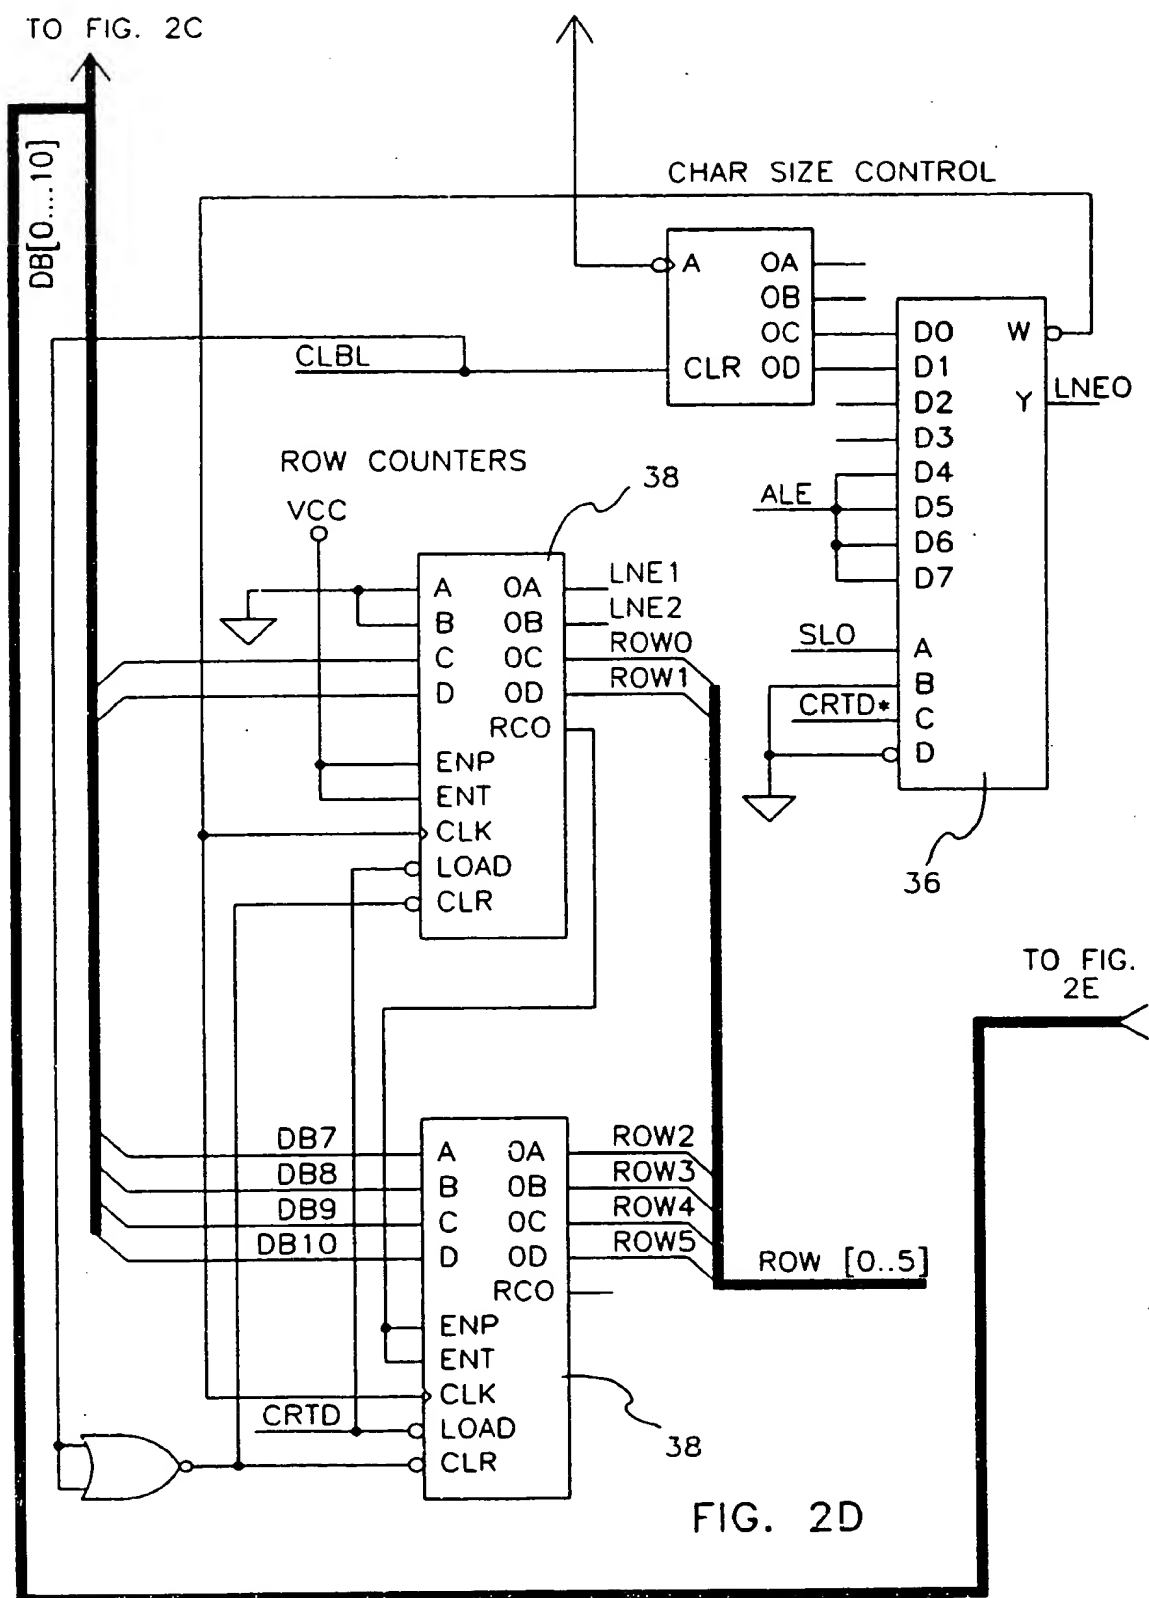 TO FIG. 2C
DB[0....10]
CHAR SIZE CONTROL
A OA
OB
OC
CLR OD
CLBL
D0 W
D1
D2 Y LNE0
D3
D4
ALE D5
D6
D7
SL0 A
B
CRTD* C
D
36
ROW COUNTERS
VCC
38
A OA LNE1
B OB LNE2
C OC ROW0
D OD ROW1
RCO
ENP
ENT
CLK
LOAD
CLR
TO FIG.
2E
DB7 A OA ROW2
DB8 B OB ROW3
DB9 C OC ROW4
DB10 D OD ROW5
RCO
ROW [0..5]
ENP
ENT
CLK
CRTD LOAD
CLR
38
FIG. 2D